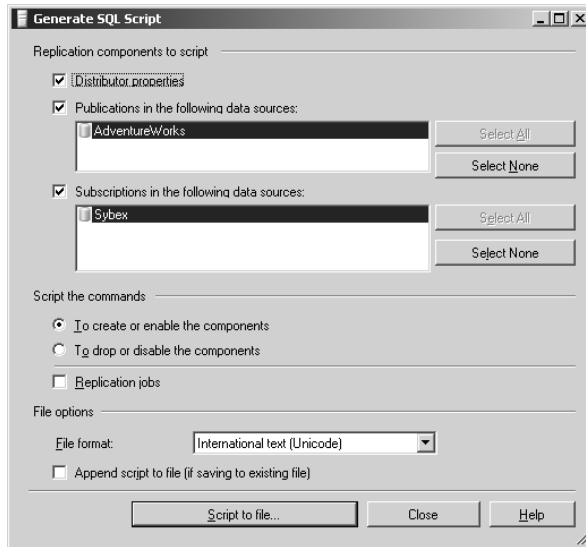 Generate SQL Script
Replication components to script
Distributor properties
Publications in the following data sources:
AdventureWorks
Select All
Select None
Subscriptions in the following data sources:
Sybex
Select All
Select None
Script the commands
To create or enable the components
To drop or disable the components
Replication jobs
File options
File format: International text (Unicode)
Append script to file (if saving to existing file)
Script to file... Close Help